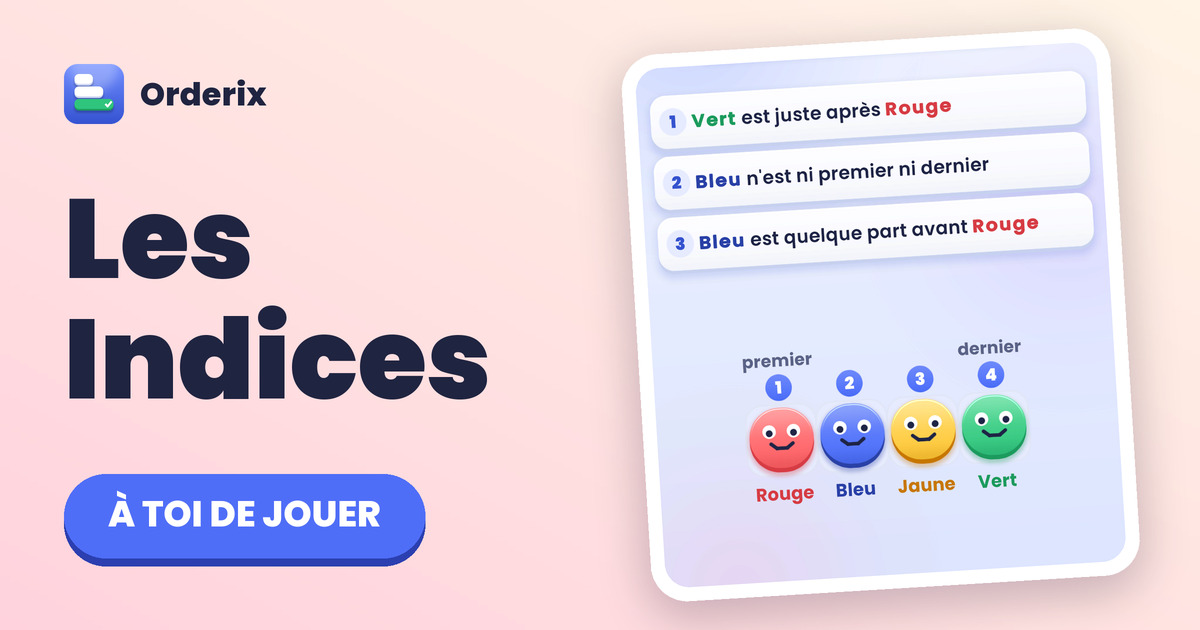 Orderix
Les
Indices
À TOI DE JOUER
1 Vert est juste après Rouge
2 Bleu n'est ni premier ni dernier
3 Bleu est quelque part avant Rouge
premier dernier
1 2 3 4
Rouge Bleu Jaune Vert